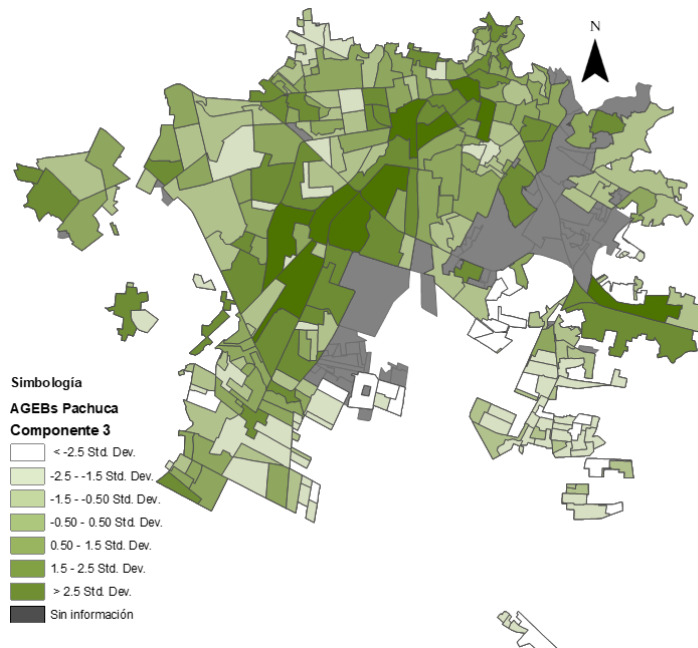 N
Simbología
AGEBs Pachuca
Componente 3
< -2.5 Std. Dev.
-2.5 - -1.5 Std. Dev.
-1.5 - -0.50 Std. Dev.
-0.50 - 0.50 Std. Dev.
0.50 - 1.5 Std. Dev.
1.5 - 2.5 Std. Dev.
> 2.5 Std. Dev.
Sin información